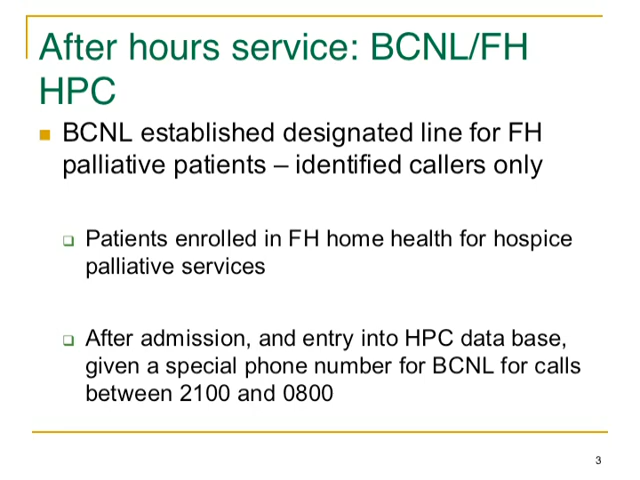 After hours service: BCNL/FH
HPC
BCNL established designated line for FH
palliative patients – identified callers only
Patients enrolled in FH home health for hospice
palliative services
After admission, and entry into HPC data base,
given a special phone number for BCNL for calls
between 2100 and 0800
3